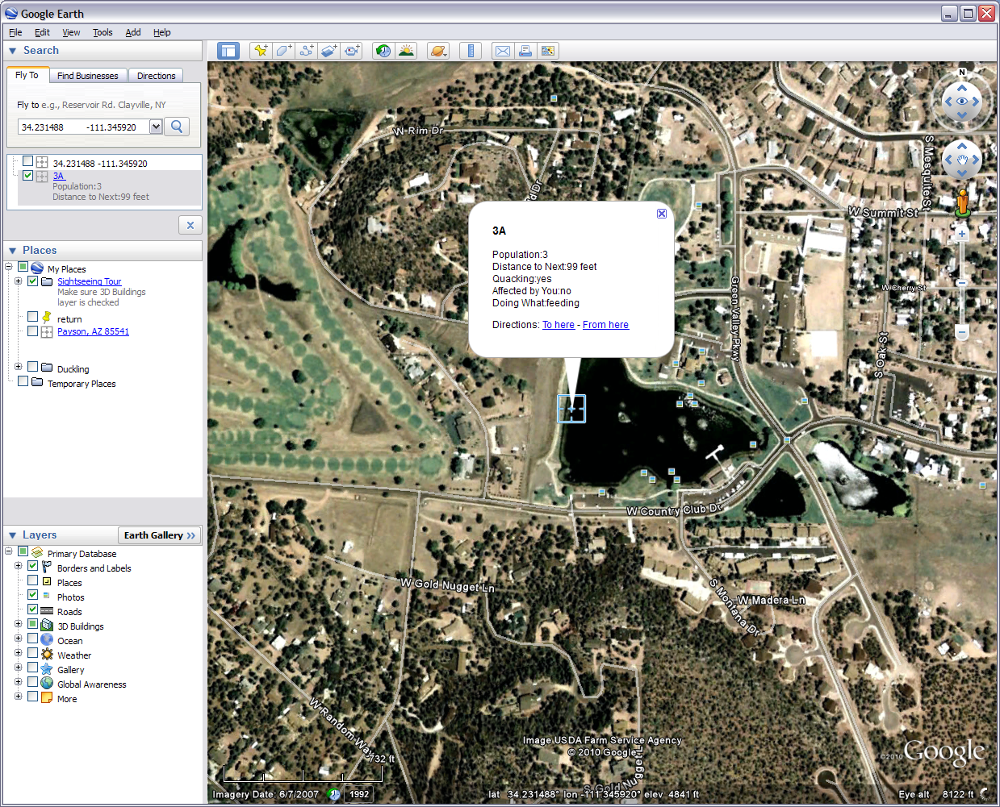 Google Earth
File Edit View Tools Add Help
Search
Fly To Find Businesses Directions
Fly to e.g., Reservoir Rd. Clayville, NY
34.231488 -111.345920
34.231488 -111.345920
3A
Population:3
Distance to Next:99 feet
Places
My Places
Sightseeing Tour
Make sure 3D Buildings
layer is checked
return
Payson, AZ 85541
Duckling
Temporary Places
Layers
Earth Gallery »
Primary Database
Borders and Labels
Places
Photos
Roads
3D Buildings
Ocean
Weather
Gallery
Global Awareness
More
N
W Rim Dr
S Mesquite St
W Summit St
3A
Population:3
Distance to Next:99 feet
Quacking:yes
Affected by You:no
Doing What:feeding
Directions: To here - From here
Green Valley Pkwy
W Cherry St
S Oak St
W Country Club Dr
W Gold Nugget Ln
S Montana Dr
W Madera Ln
W Random Way
732 ft
Image USDA Farm Service Agency
© 2010 Google
S Gold Nugget Ln
©2010 Google
Imagery Date: 6/7/2007
1992
lat 34.231488° lon -111.345920° elev 4841 ft
Eye alt 8122 ft